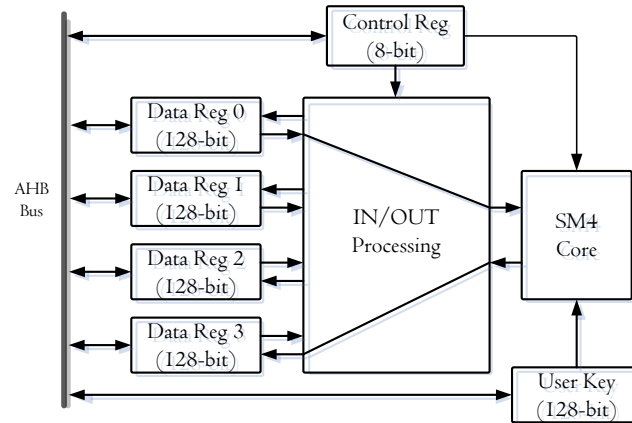 Control Reg
(8-bit)
Data Reg 0
(128-bit)
Data Reg 1
(128-bit)
AHB
Bus
IN/OUT
Processing
SM4
Core
Data Reg 2
(128-bit)
Data Reg 3
(128-bit)
User Key
(128-bit)